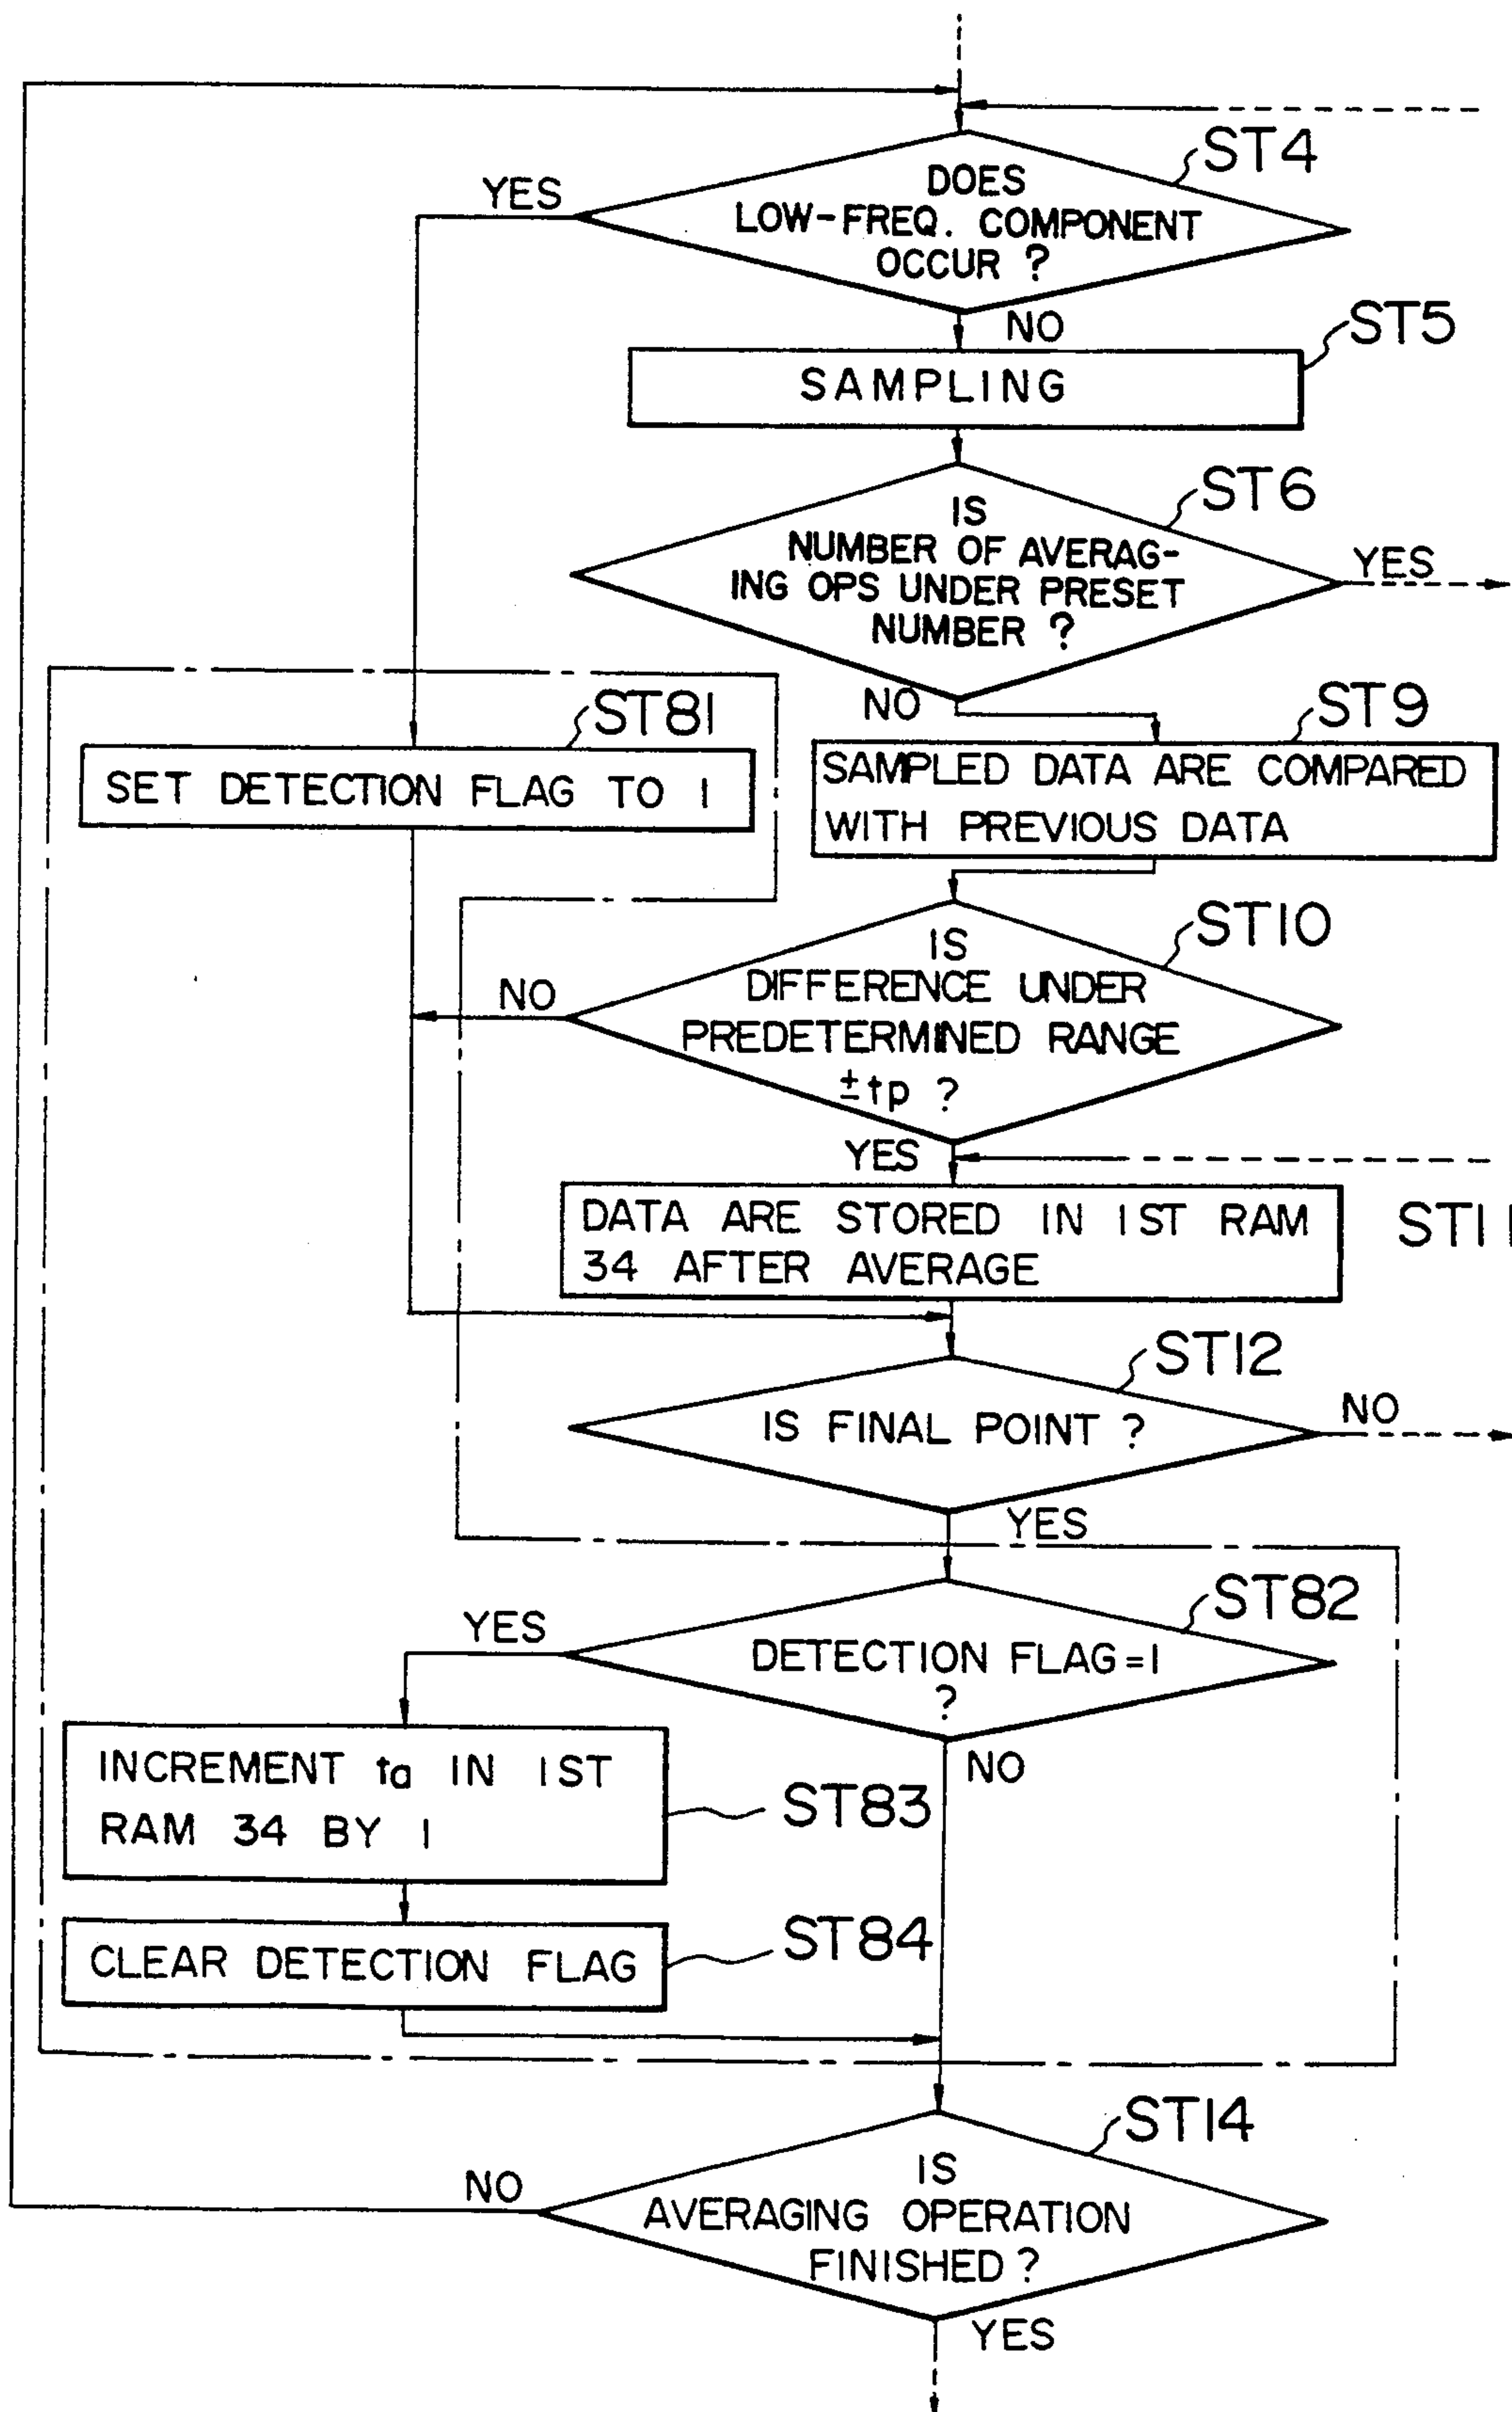 ST4
DOES
YES
LOW-FREQ. COMPONENT
OCCUR ?
NO
ST5
SAMPLING
ST6
IS
NUMBER OF AVERAG-
YES
ING OPS UNDER PRESET
NUMBER ?
NO
ST81
ST9
SET DETECTION FLAG TO 1
SAMPLED DATA ARE COMPARED
WITH PREVIOUS DATA
ST10
IS
DIFFERENCE UNDER
NO
PREDETERMINED RANGE
±tp ?
YES
DATA ARE STORED IN 1ST RAM
34 AFTER AVERAGE
ST11
ST12
IS FINAL POINT ?
NO
YES
ST82
YES
DETECTION FLAG=1
?
NO
INCREMENT ta IN 1ST
RAM 34 BY 1
ST83
CLEAR DETECTION FLAG
ST84
ST14
IS
NO
AVERAGING OPERATION
FINISHED ?
YES